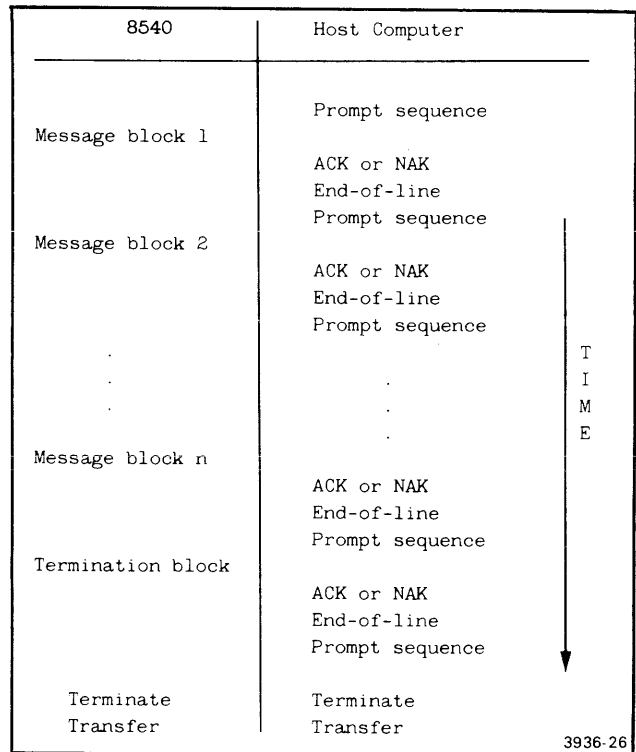 8540 Host Computer
Prompt sequence
Message block 1
ACK or NAK
End-of-line
Prompt sequence
Message block 2
ACK or NAK
End-of-line
Prompt sequence
. .
. .
. .
T
I
M
E
Message block n
ACK or NAK
End-of-line
Prompt sequence
Termination block
ACK or NAK
End-of-line
Prompt sequence
Terminate Terminate
Transfer Transfer
3936-26